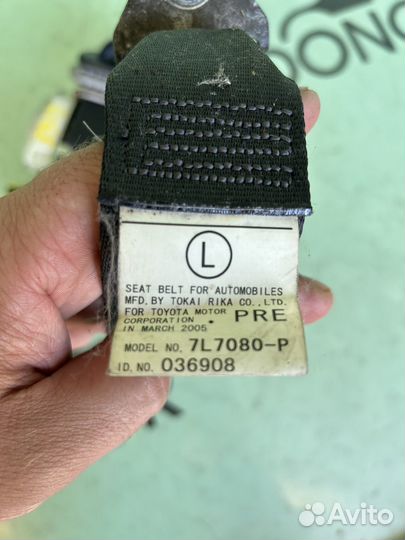 DONG
L
SEAT BELT FOR AUTOMOBILES
MFD. BY TOKAI RIKA CO., LTD.
FOR TOYOTA MOTOR
CORPORATION • PRE
IN MARCH 2005
MODEL NO. 7L7080-P
ID. NO. 036908
Avito